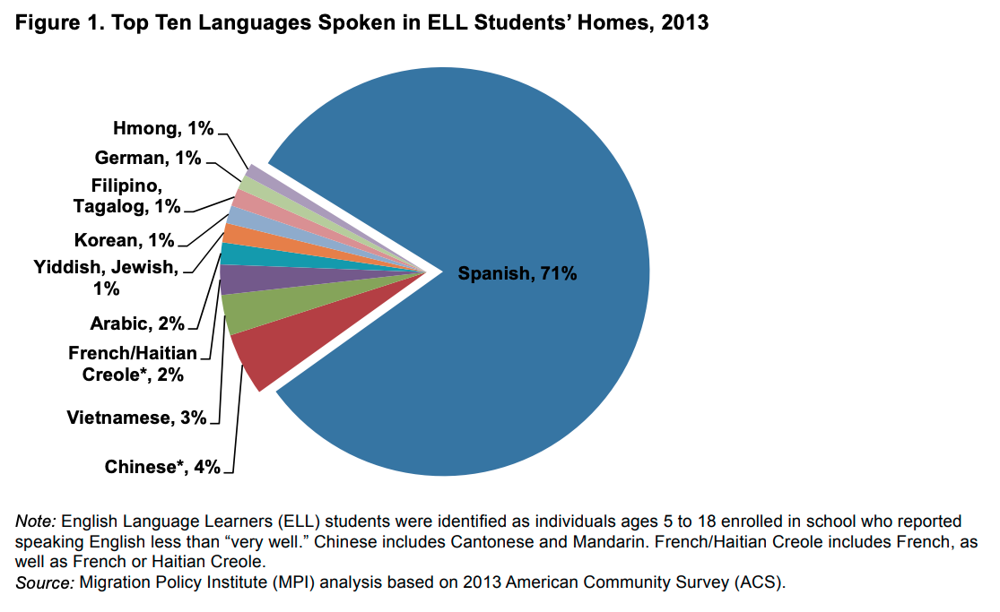 Figure 1. Top Ten Languages Spoken in ELL Students’ Homes, 2013
Hmong, 1%
German, 1%
Filipino,
Tagalog, 1%
Korean, 1%
Yiddish, Jewish,
1%
Arabic, 2%
French/Haitian
Creole*, 2%
Vietnamese, 3%
Chinese*, 4%
Spanish, 71%
Note: English Language Learners (ELL) students were identified as individuals ages 5 to 18 enrolled in school who reported
speaking English less than “very well.” Chinese includes Cantonese and Mandarin. French/Haitian Creole includes French, as
well as French or Haitian Creole.
Source: Migration Policy Institute (MPI) analysis based on 2013 American Community Survey (ACS).